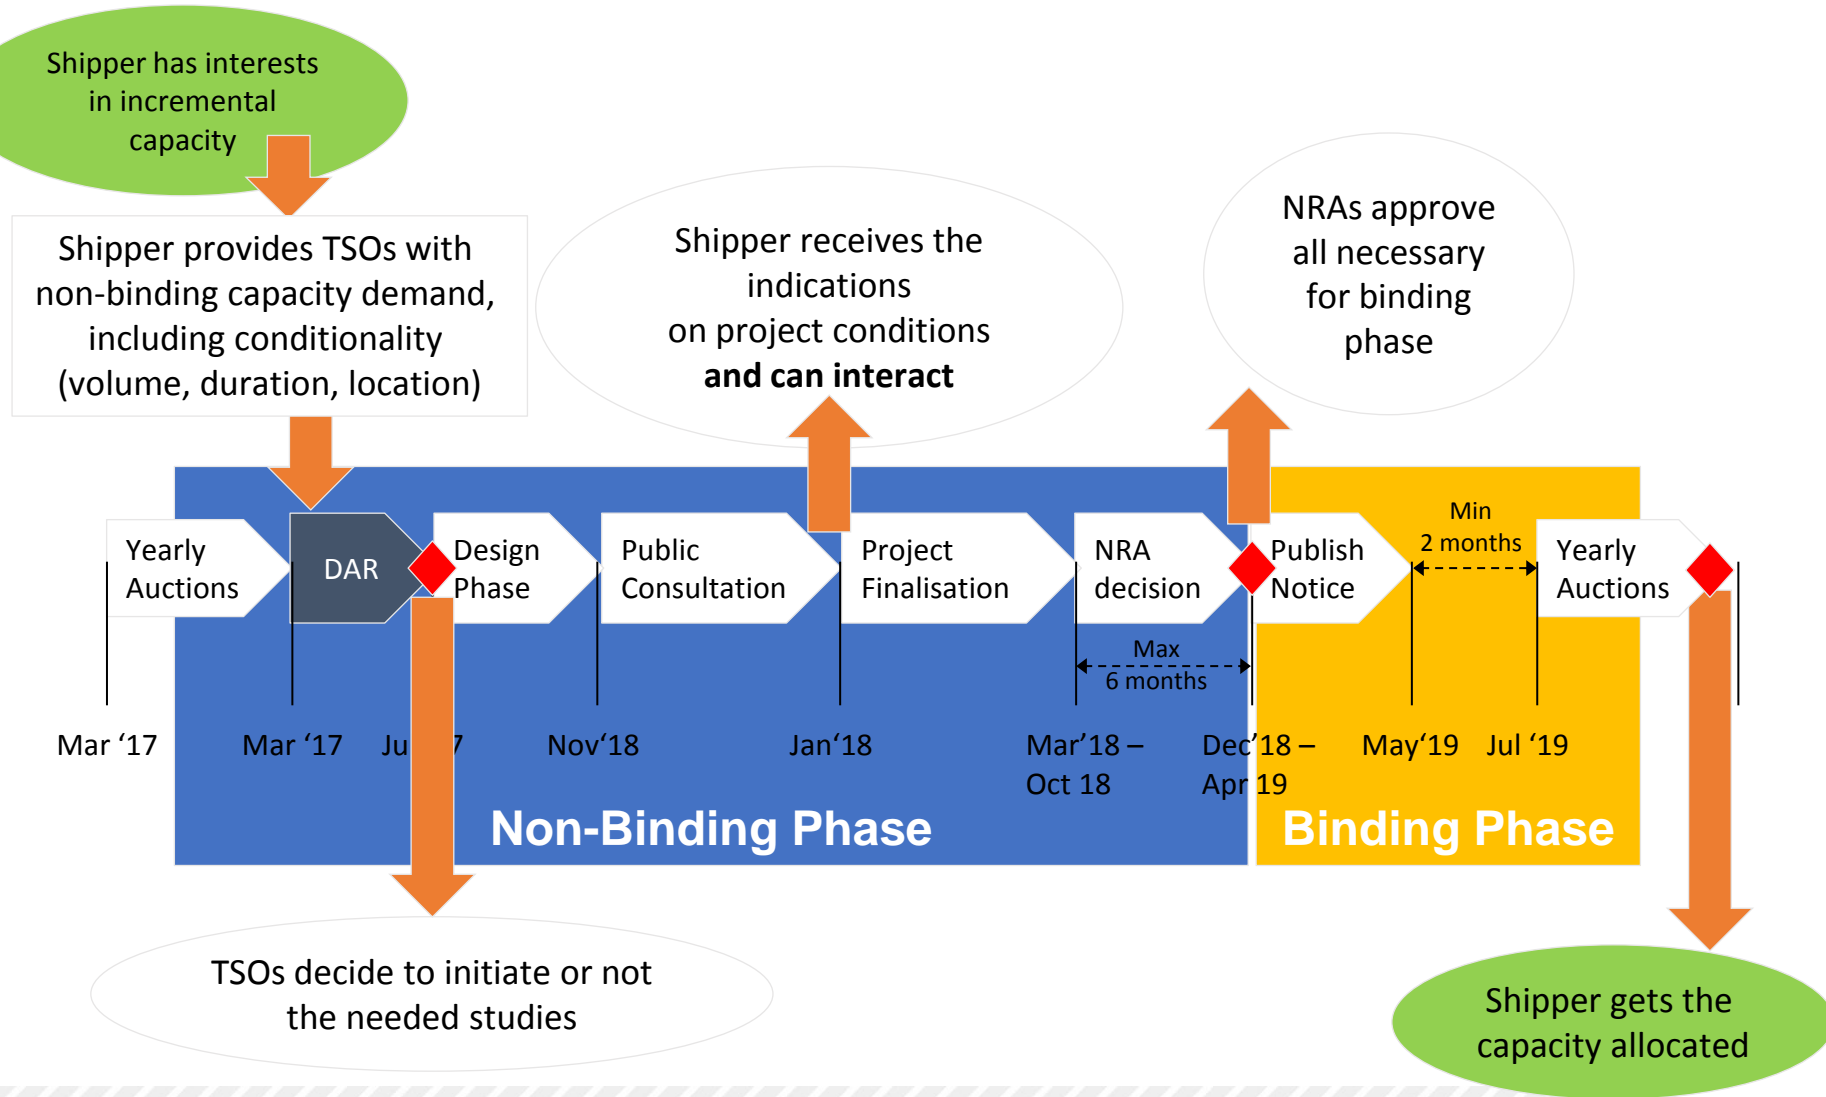 Shipper has interests
in incremental
capacity
Shipper provides TSOs with
non-binding capacity demand,
including conditionality
(volume, duration, location)
Shipper receives the
indications
on project conditions
and can interact
NRAs approve
all necessary
for binding
phase
Yearly
Auctions
DAR
Design
Phase
Public
Consultation
Project
Finalisation
NRA
decision
Publish
Notice
Min
2 months
Yearly
Auctions
Max
6 months
Mar ‘17
Mar ‘17
Nov‘18
Jan‘18
Mar’18 –
Oct 18
Dec’18 –
Apr 19
May‘19
Jul ‘19
Non-Binding Phase
Binding Phase
TSOs decide to initiate or not
the needed studies
Shipper gets the
capacity allocated